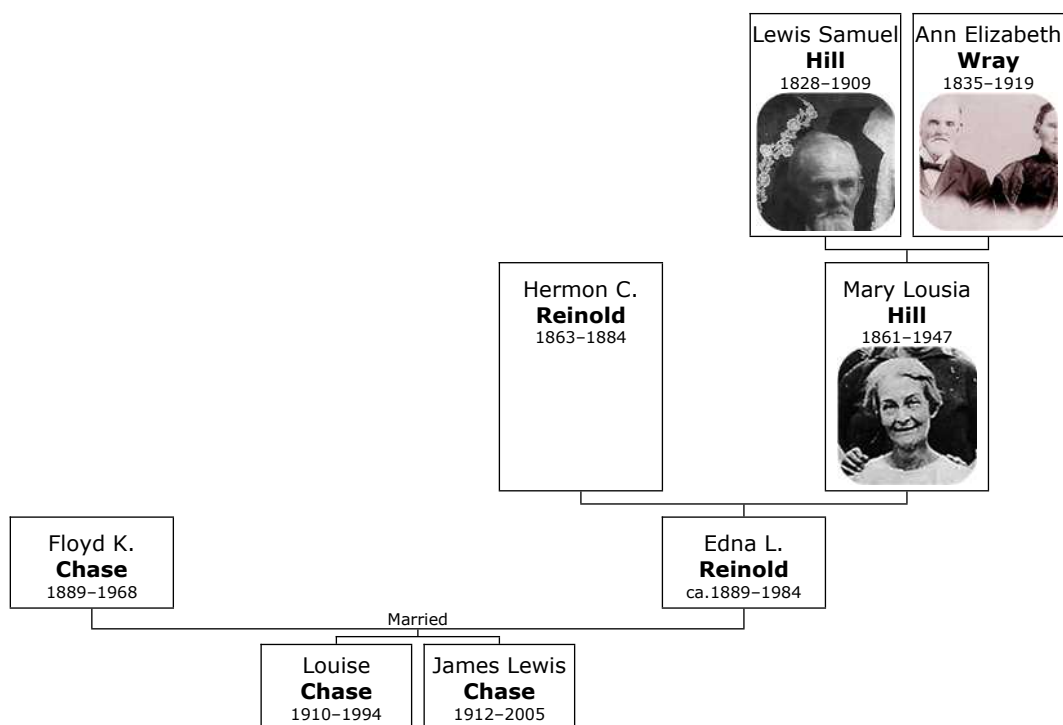 Lewis Samuel
Hill
1828–1909
Ann Elizabeth
Wray
1835–1919
Hermon C.
Reinold
1863–1884
Mary Lousia
Hill
1861–1947
Floyd K.
Chase
1889–1968
Edna L.
Reinold
ca.1889–1984
Married
Louise
Chase
1910–1994
James Lewis
Chase
1912–2005